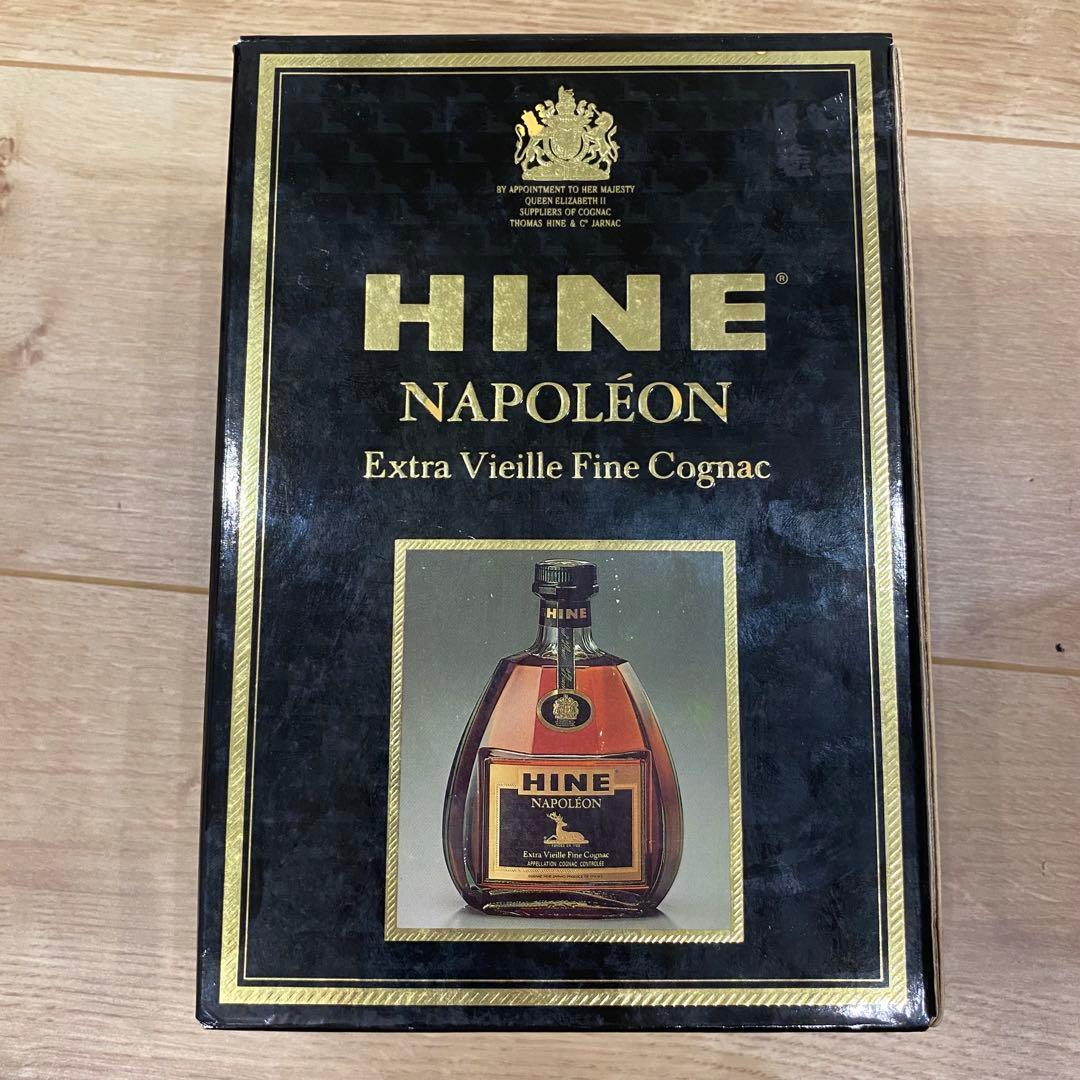 BY APPOINTMENT TO HER MAJESTY
QUEEN ELIZABETH II
SUPPLIERS OF COGNAC
THOMAS HINE & Cº JARNAC
HINE®
NAPOLÉON
Extra Vieille Fine Cognac
HINE
HINE
NAPOLÉON
Extra Vieille Fine Cognac
APPELLATION COGNAC CONTROLÉE